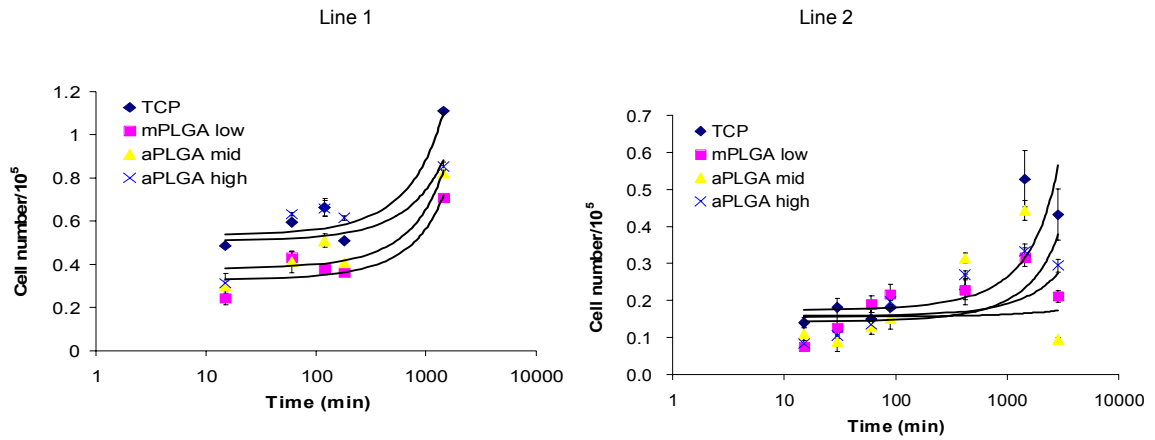 Line 1
Line 2
1.2
1
0.8
0.6
0.4
0.2
0
TCP
mPLGA low
aPLGA mid
aPLGA high
Cell number/10⁵
1 10 100 1000 10000
Time (min)
0.7
0.6
0.5
0.4
0.3
0.2
0.1
0.0
TCP
mPLGA low
aPLGA mid
aPLGA high
Cell number/10⁵
1 10 100 1000 10000
Time (min)